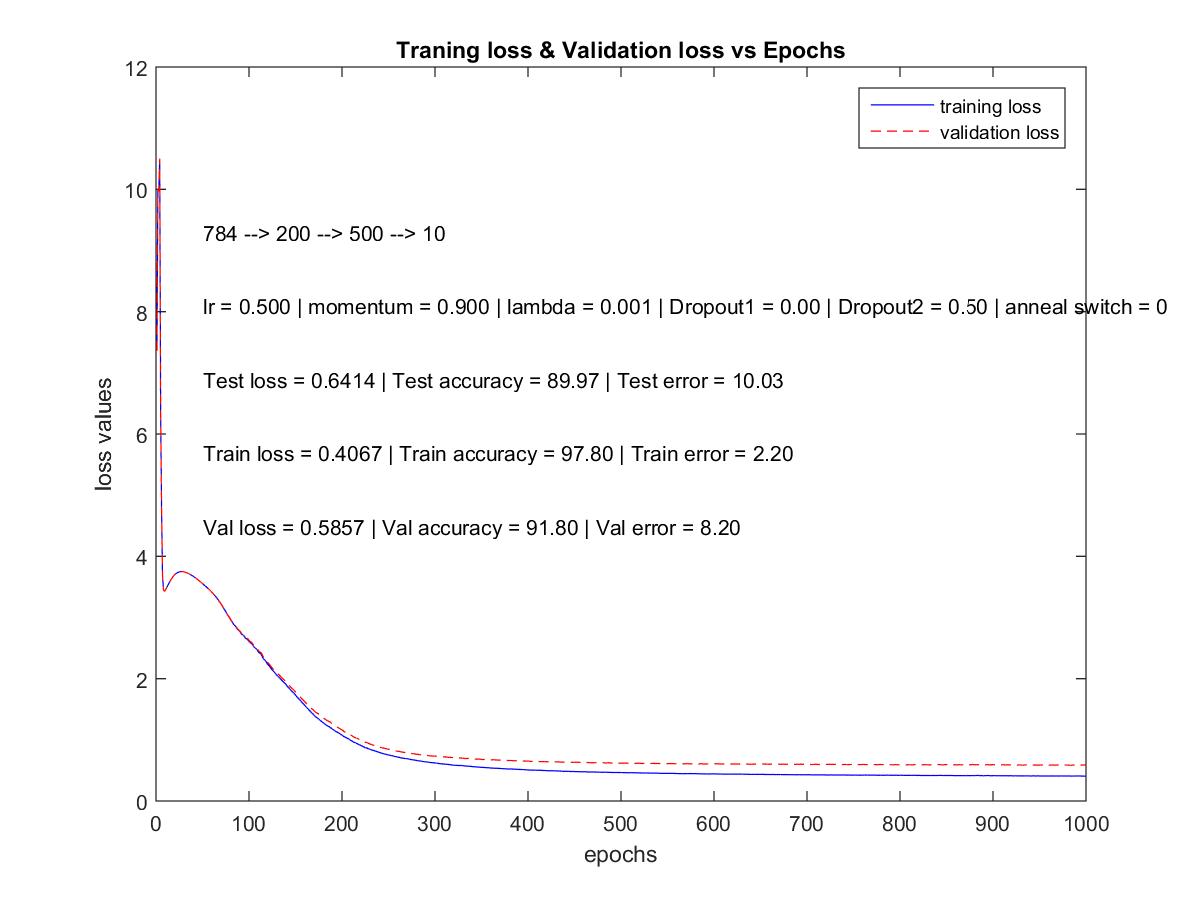 Traning loss & Validation loss vs Epochs
12
training loss
validation loss
10
784 --> 200 --> 500 --> 10
8
lr = 0.500 | momentum = 0.900 | lambda = 0.001 | Dropout1 = 0.00 | Dropout2 = 0.50 | anneal switch = 0
Test loss = 0.6414 | Test accuracy = 89.97 | Test error = 10.03
loss values
6
Train loss = 0.4067 | Train accuracy = 97.80 | Train error = 2.20
Val loss = 0.5857 | Val accuracy = 91.80 | Val error = 8.20
4
2
0
0 100 200 300 400 500 600 700 800 900 1000
epochs